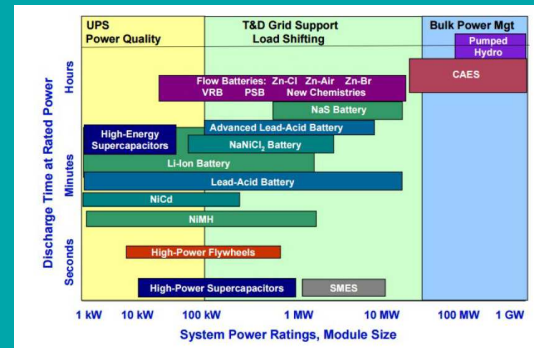 UPS
Power Quality
T&D Grid Support
Load Shifting
Bulk Power Mgt
Pumped
Hydro
CAES
Flow Batteries: Zn-Cl Zn-Air Zn-Br
VRB PSB New Chemistries
NaS Battery
Advanced Lead-Acid Battery
High-Energy
Supercapacitors
NaNiCl2 Battery
Li-Ion Battery
Lead-Acid Battery
NiCd
NiMH
High-Power Flywheels
High-Power Supercapacitors
SMES
Discharge Time at Rated Power
Hours
Minutes
Seconds
1 kW 10 kW 100 kW 1 MW 10 MW 100 MW 1 GW
System Power Ratings, Module Size